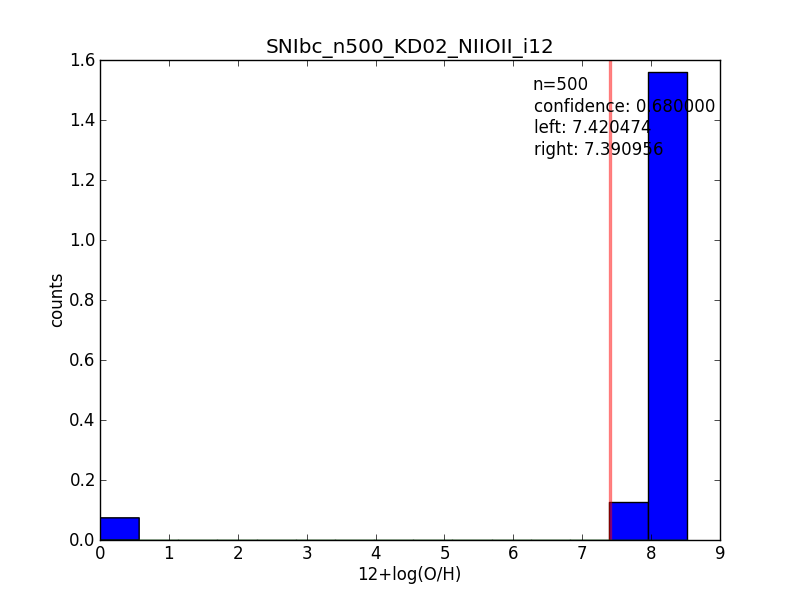 SNIbc_n500_KD02_NIIOII_i12
1.6
n=500
confidence: 0.680000
1.4
left: 7.420474
right: 7.390956
1.2
1.0
counts
0.8
0.6
0.4
0.2
0.0
0 1 2 3 4 5 6 7 8 9
12+log(O/H)